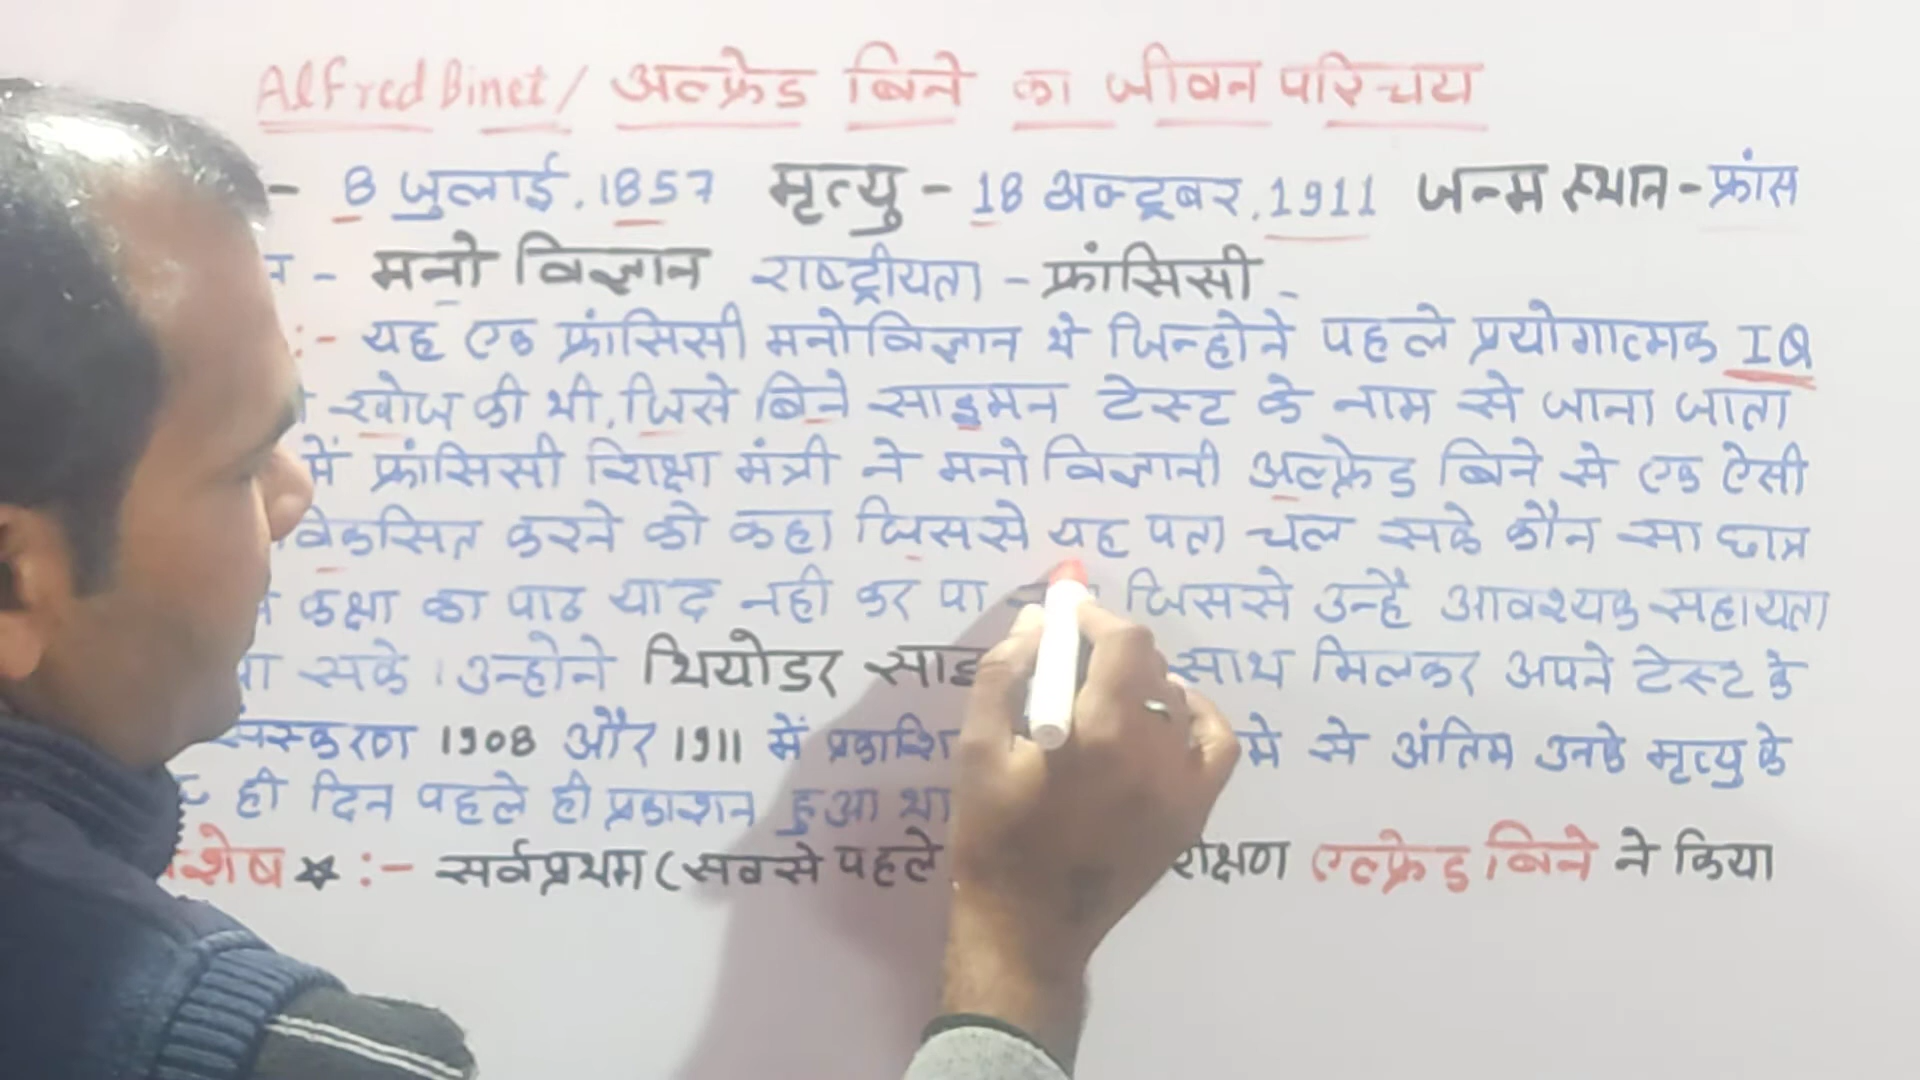 Alfred Binet / अल्फ्रेड बिने का जीवन परिचय
- 8 जुलाई, 1857 मृत्यु - 18 अक्टूबर, 1911 जन्म स्थान - फ्रांस
- मनोविज्ञान राष्ट्रीयता - फ्रांसिसी
:- यह एक फ्रांसिसी मनोविज्ञान थे जिन्होने पहले प्रयोगात्मक IQ
खोज की थी, जिसे बिने साइमन टेस्ट के नाम से जाना जाता
में फ्रांसिसी शिक्षा मंत्री ने मनोविज्ञानी अल्फ्रेड बिने से एक ऐसी
विकसित करने को कहा जिससे यह पता चल सके कौन सा छात्र
कक्षा का पाठ याद नही कर पा जिससे उन्है आवश्यक सहायता
सके। उन्होने थियोडर साथ मिलकर अपने टेस्ट के
संस्करण 1908 और 1911 में मे से अंतिम उनके मृत्यु के
ही दिन पहले ही प्रकाशन हुआ था
:- सर्वप्रथम (सबसे पहले एल्फ्रेड बिने ने किया